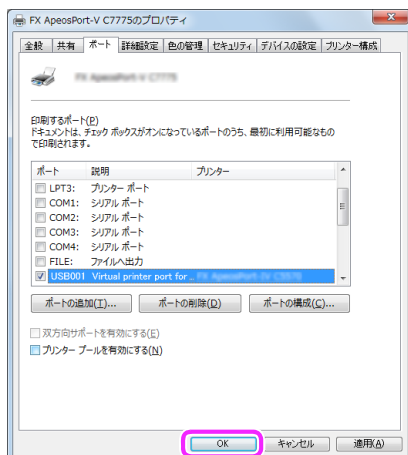 FX ApeosPort-V C7775のプロパティ
全般 共有 ポート 詳細設定 色の管理 セキュリティ デバイスの設定 プリンター構成
印刷するポート(P)
ドキュメントは、チェック ボックスがオンになっているポートのうち、最初に利用可能なもの
で印刷されます。
ポート 説明 プリンター
LPT3: プリンター ポート
COM1: シリアル ポート
COM2: シリアル ポート
COM3: シリアル ポート
COM4: シリアル ポート
FILE: ファイルへ出力
USB001 Virtual printer port for ...
ポートの追加(T)... ポートの削除(D) ポートの構成(C)...
双方向サポートを有効にする(E)
プリンター プールを有効にする(N)
OK キャンセル 適用(A)